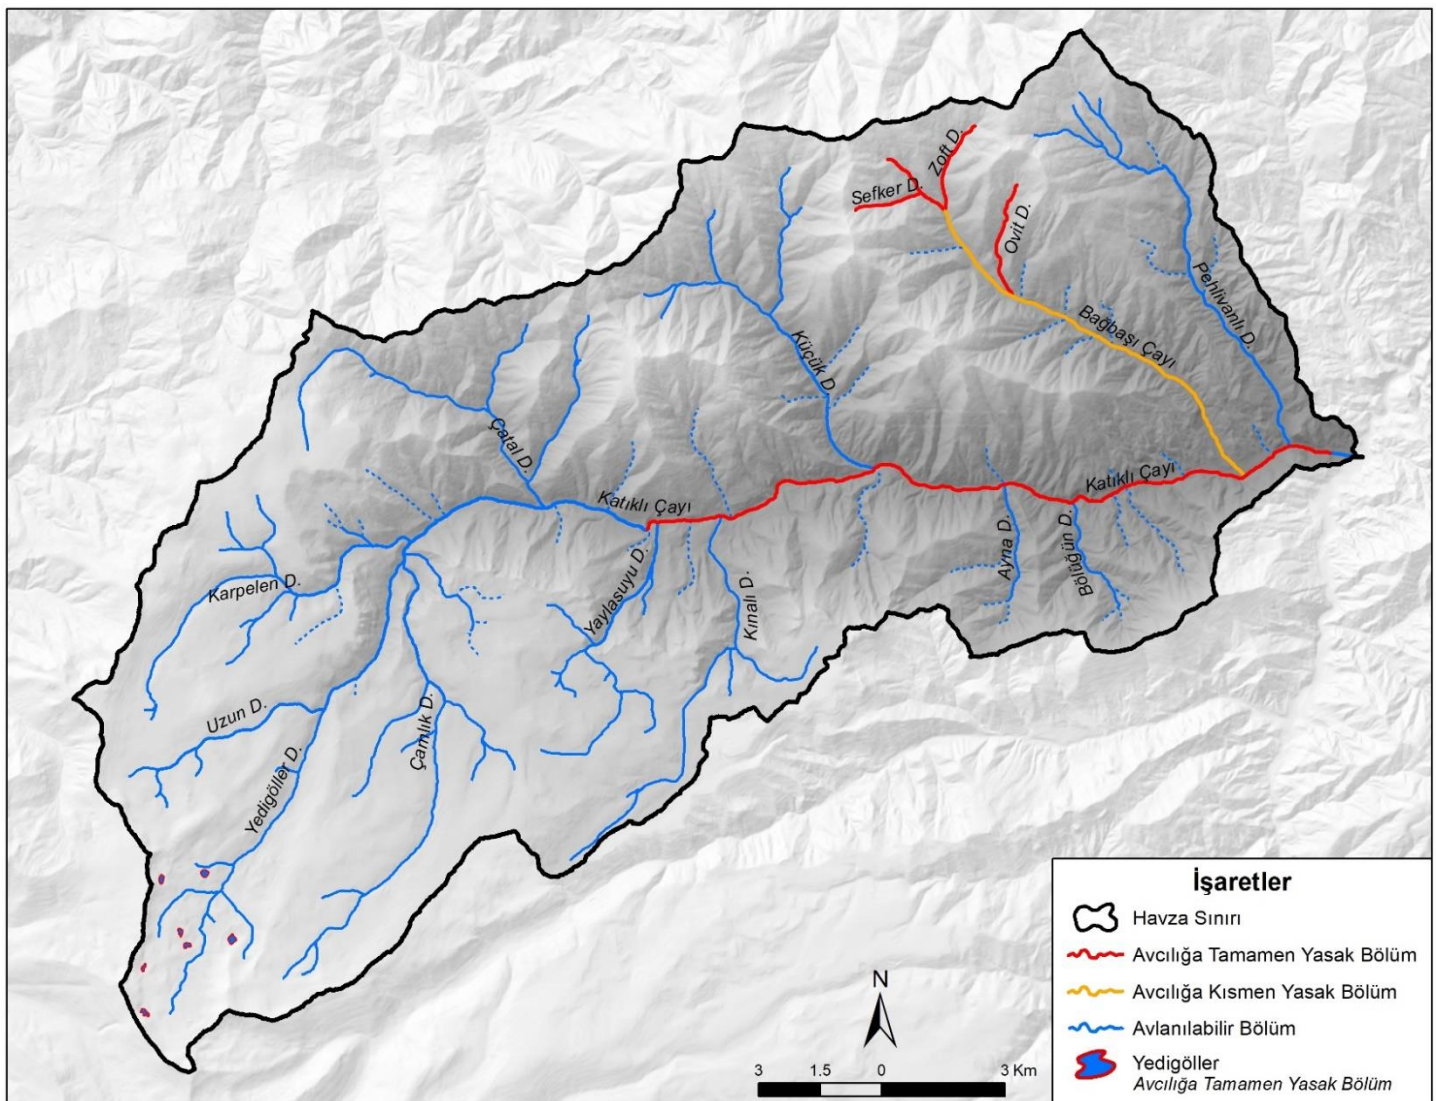 Zoft D.
Sefker D.
Ovit D.
Pehlivanlı D.
Bağbaşı Çayı
Küçük D.
Çatal D.
Katıklı Çayı
Katıklı Çayı
Ayna D.
Bölüğün D.
Yaylasuyu D.
Kınalı D.
Karpelen D.
Uzun D.
Çamlık D.
Yedigöller D.
İşaretler
Havza Sınırı
Avcılığa Tamamen Yasak Bölüm
Avcılığa Kısmen Yasak Bölüm
Avlanılabilir Bölüm
Yedigöller
Avcılığa Tamamen Yasak Bölüm
N
3 1.5 0 3 Km